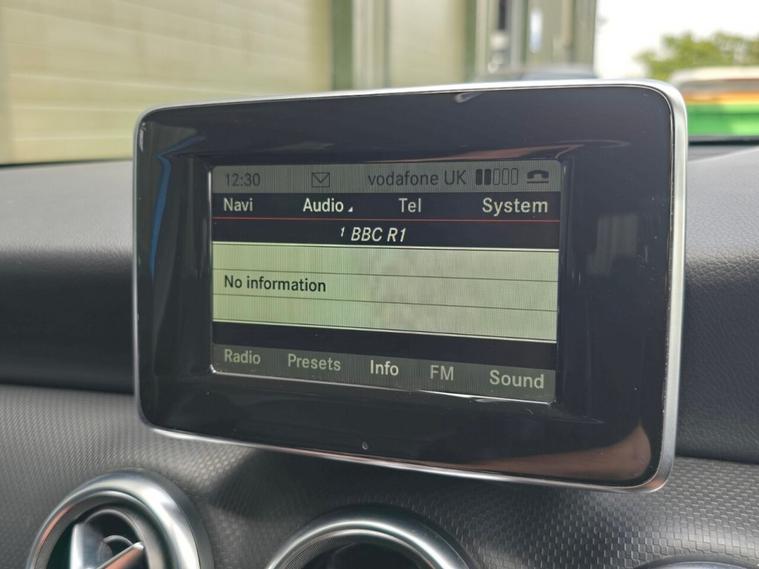 12:30 vodafone UK
Navi Audio Tel System
1 BBC R1
No information
Radio Presets Info FM Sound